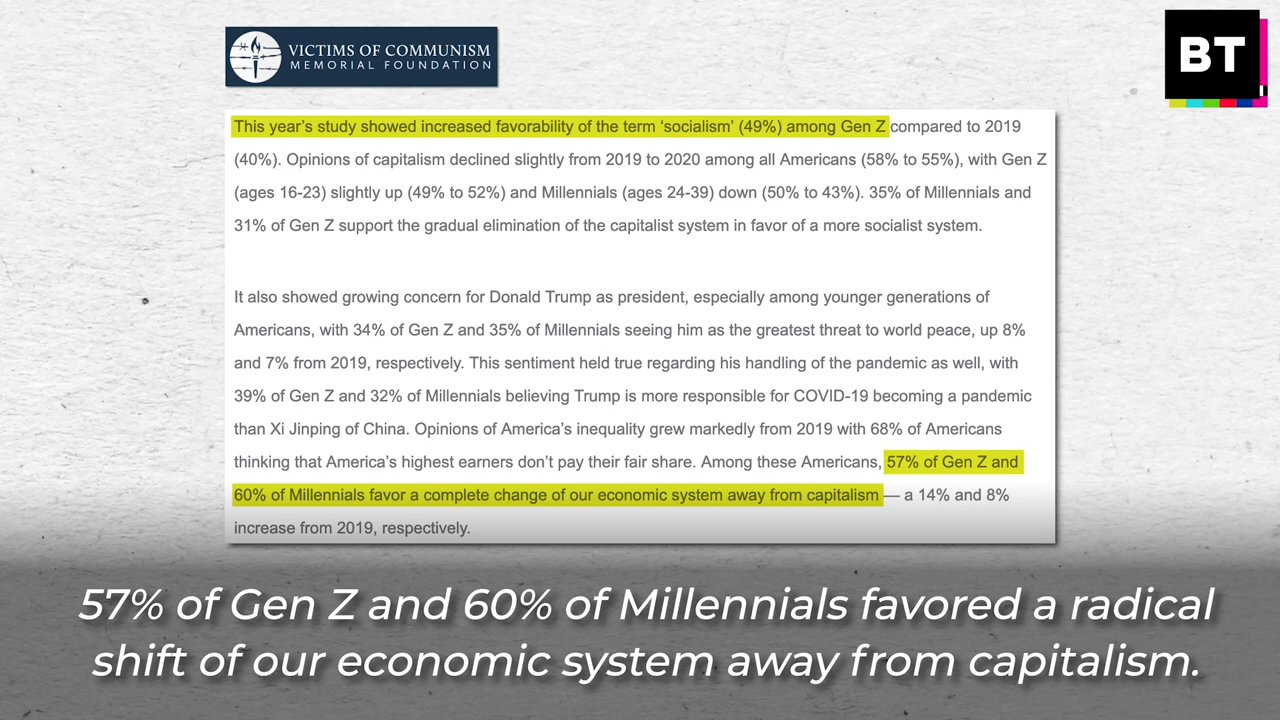 VICTIMS OF COMMUNISM
MEMORIAL FOUNDATION
BT
This year's study showed increased favorability of the term ‘socialism’ (49%) among Gen Z compared to 2019
(40%). Opinions of capitalism declined slightly from 2019 to 2020 among all Americans (58% to 55%), with Gen Z
(ages 16-23) slightly up (49% to 52%) and Millennials (ages 24-39) down (50% to 43%). 35% of Millennials and
31% of Gen Z support the gradual elimination of the capitalist system in favor of a more socialist system.
It also showed growing concern for Donald Trump as president, especially among younger generations of
Americans, with 34% of Gen Z and 35% of Millennials seeing him as the greatest threat to world peace, up 8%
and 7% from 2019, respectively. This sentiment held true regarding his handling of the pandemic as well, with
39% of Gen Z and 32% of Millennials believing Trump is more responsible for COVID-19 becoming a pandemic
than Xi Jinping of China. Opinions of America's inequality grew markedly from 2019 with 68% of Americans
thinking that America's highest earners don't pay their fair share. Among these Americans, 57% of Gen Z and
60% of Millennials favor a complete change of our economic system away from capitalism — a 14% and 8%
increase from 2019, respectively.
57% of Gen Z and 60% of Millennials favored a radical
shift of our economic system away from capitalism.